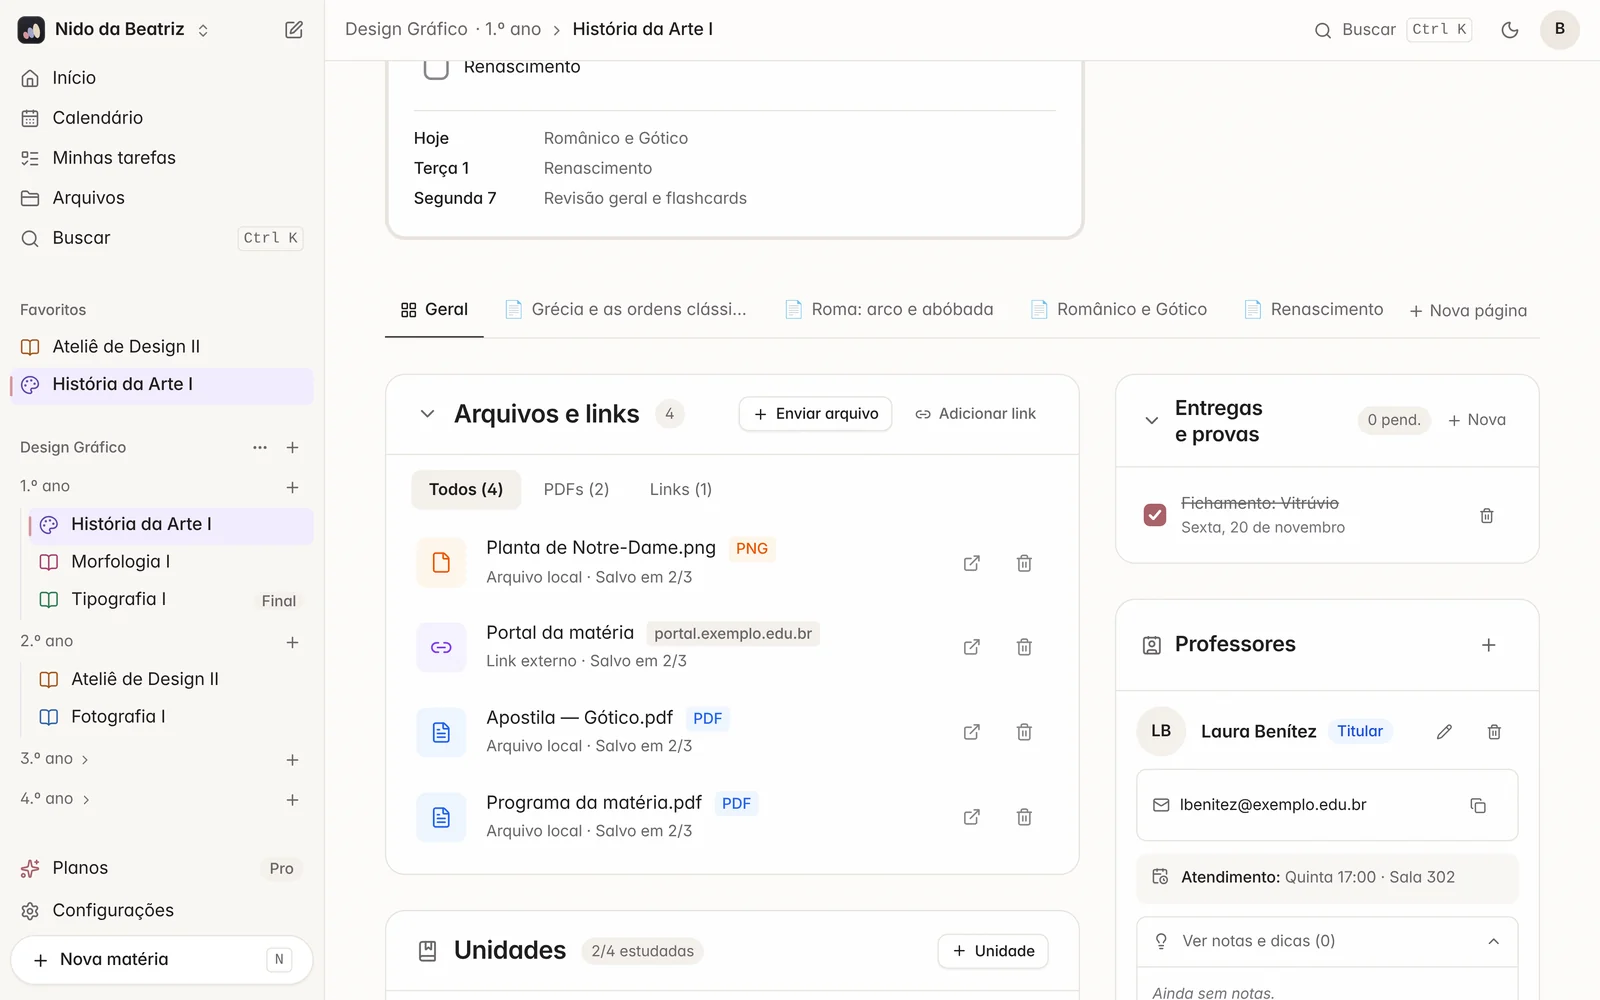 Nido da Beatriz
Início
Calendário
Minhas tarefas
Arquivos
Buscar Ctrl K
Favoritos
Ateliê de Design II
História da Arte I
Design Gráfico
1.º ano
História da Arte I
Morfologia I
Tipografia I Final
2.º ano
Ateliê de Design II
Fotografia I
3.º ano
4.º ano
Planos Pro
Configurações
Nova matéria N
Design Gráfico · 1.º ano › História da Arte I
Buscar Ctrl K
B
Renascimento
Hoje Românico e Gótico
Terça 1 Renascimento
Segunda 7 Revisão geral e flashcards
Geral Grécia e as ordens clássi... Roma: arco e abóbada Românico e Gótico Renascimento + Nova página
Arquivos e links 4 + Enviar arquivo Adicionar link
Todos (4) PDFs (2) Links (1)
Planta de Notre-Dame.png PNG
Arquivo local · Salvo em 2/3
Portal da matéria portal.exemplo.edu.br
Link externo · Salvo em 2/3
Apostila — Gótico.pdf PDF
Arquivo local · Salvo em 2/3
Programa da matéria.pdf PDF
Arquivo local · Salvo em 2/3
Unidades 2/4 estudadas + Unidade
Entregas
e provas
0 pend. + Nova
Fichamento: Vitrúvio
Sexta, 20 de novembro
Professores
LB Laura Benítez Titular
lbenitez@exemplo.edu.br
Atendimento: Quinta 17:00 · Sala 302
Ver notas e dicas (0)
Ainda sem notas.